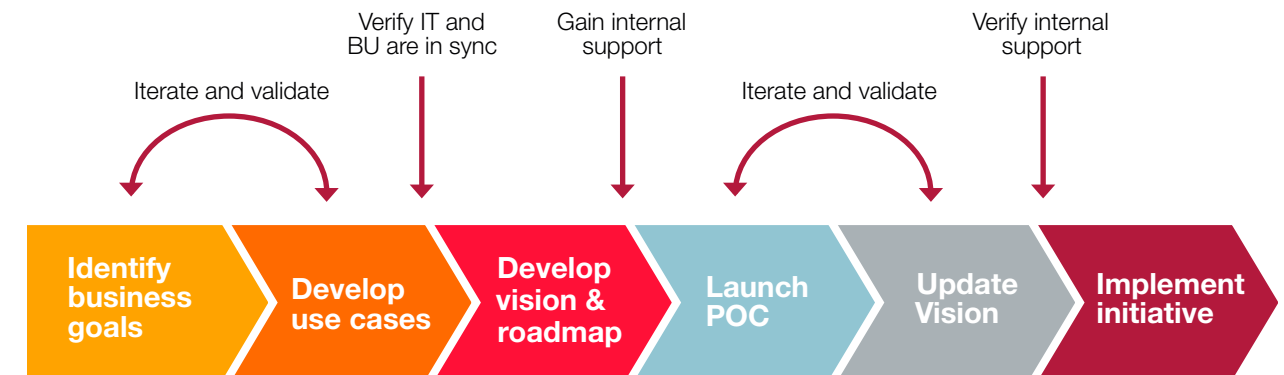 Verify IT and
BU are in sync
Gain internal
support
Verify internal
support
Iterate and validate
Iterate and validate
Identify
business
goals
Develop
use cases
Develop
vision &
roadmap
Launch
POC
Update
Vision
Implement
initiative